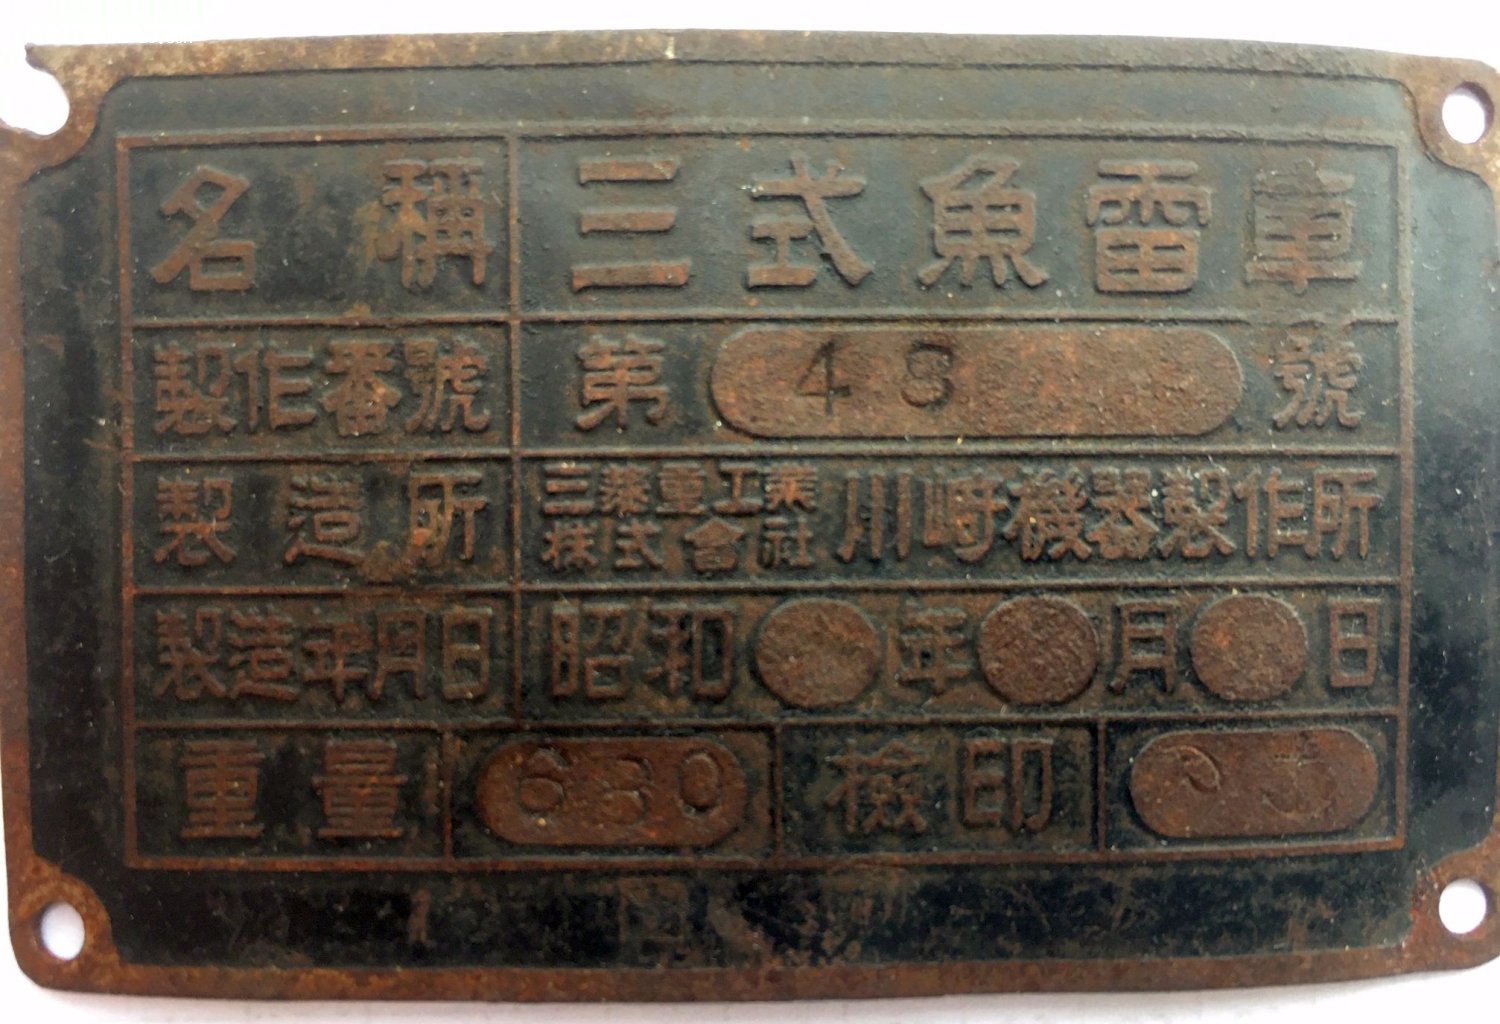 名稱 三式魚雷車
製作番號 第 48 號
製造所 三菱重工業株式會社 川崎機器製作所
製造年月日 昭和 年 月 日
重量 680 檢印